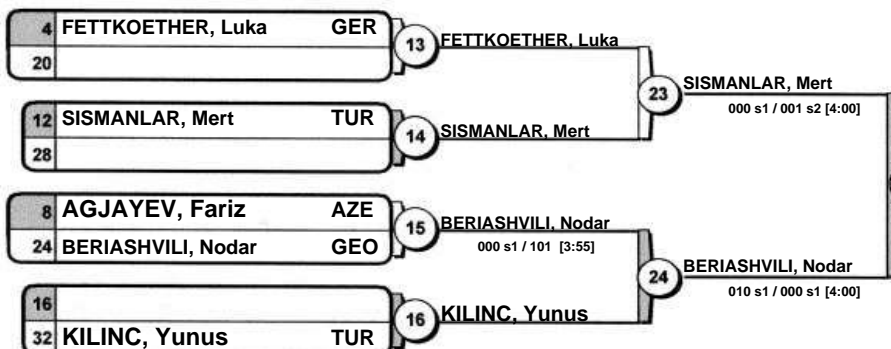 4 FETTKOETHER, Luka GER
20
13 FETTKOETHER, Luka
23 SISMANLAR, Mert
000 s1 / 001 s2 [4:00]
12 SISMANLAR, Mert TUR
28
14 SISMANLAR, Mert
8 AGJAYEV, Fariz AZE
24 BERIASHVILI, Nodar GEO
15 BERIASHVILI, Nodar
000 s1 / 101 [3:55]
24 BERIASHVILI, Nodar
010 s1 / 000 s1 [4:00]
16
32 KILINC, Yunus TUR
16 KILINC, Yunus